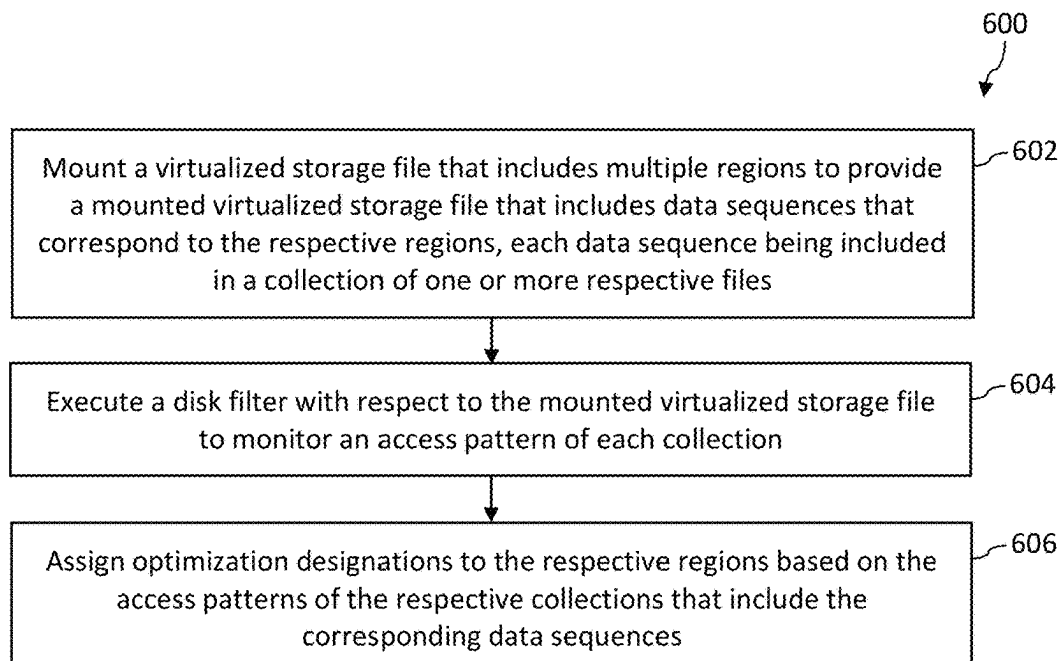 600
602
Mount a virtualized storage file that includes multiple regions to provide
a mounted virtualized storage file that includes data sequences that
correspond to the respective regions, each data sequence being included
in a collection of one or more respective files
604
Execute a disk filter with respect to the mounted virtualized storage file
to monitor an access pattern of each collection
606
Assign optimization designations to the respective regions based on the
access patterns of the respective collections that include the
corresponding data sequences